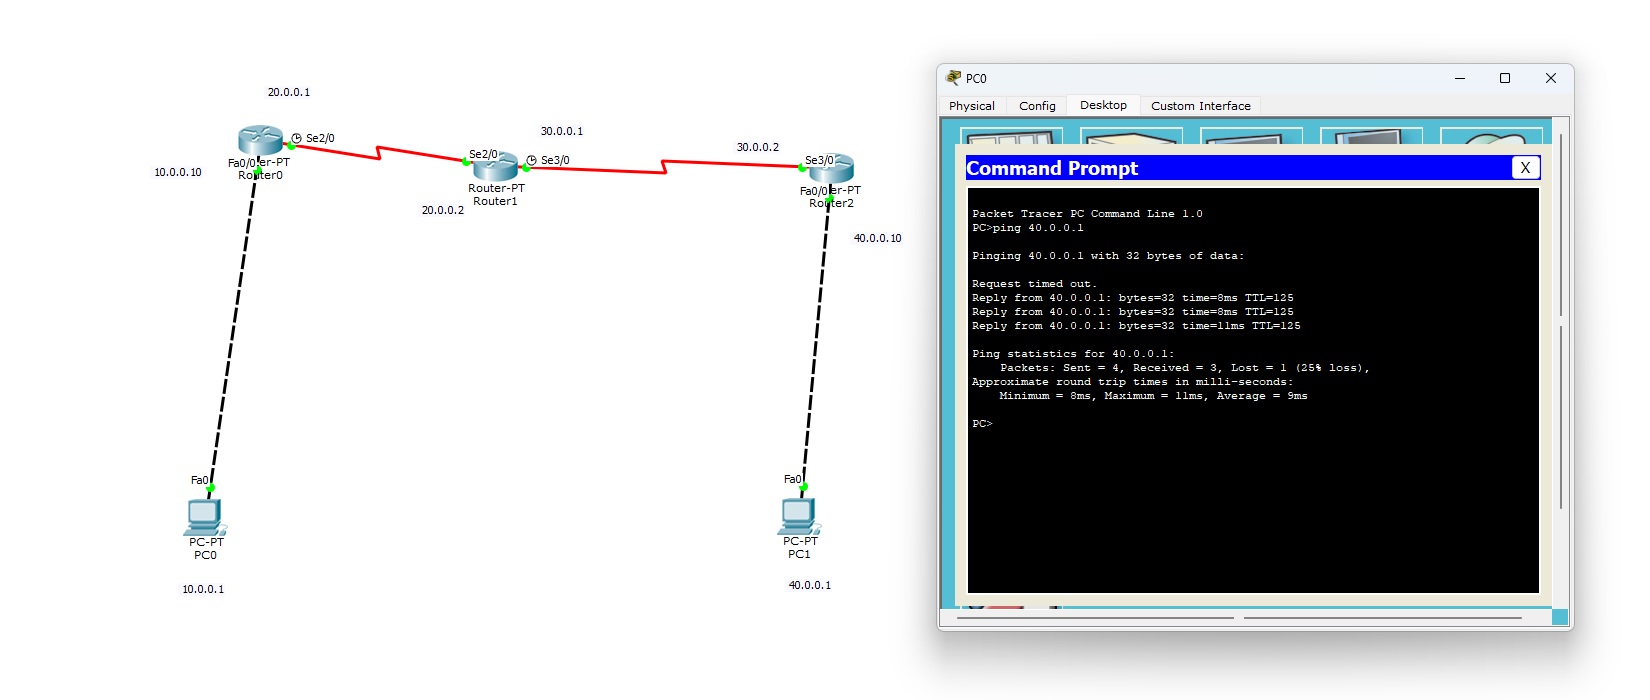 20.0.0.1
Se2/0
Fa0/0
er-PT
Router0
10.0.0.10
Se2/0
20.0.0.2
30.0.0.1
Se3/0
Router-PT
Router1
30.0.0.2
Se3/0
Fa0/0
er-PT
Router2
40.0.0.10
Fa0
PC-PT
PC0
10.0.0.1
Fa0
PC-PT
PC1
40.0.0.1
PC0
Physical Config Desktop Custom Interface
Command Prompt X
Packet Tracer PC Command Line 1.0
PC>ping 40.0.0.1
Pinging 40.0.0.1 with 32 bytes of data:
Request timed out.
Reply from 40.0.0.1: bytes=32 time=8ms TTL=125
Reply from 40.0.0.1: bytes=32 time=8ms TTL=125
Reply from 40.0.0.1: bytes=32 time=11ms TTL=125
Ping statistics for 40.0.0.1:
Packets: Sent = 4, Received = 3, Lost = 1 (25% loss),
Approximate round trip times in milli-seconds:
Minimum = 8ms, Maximum = 11ms, Average = 9ms
PC>